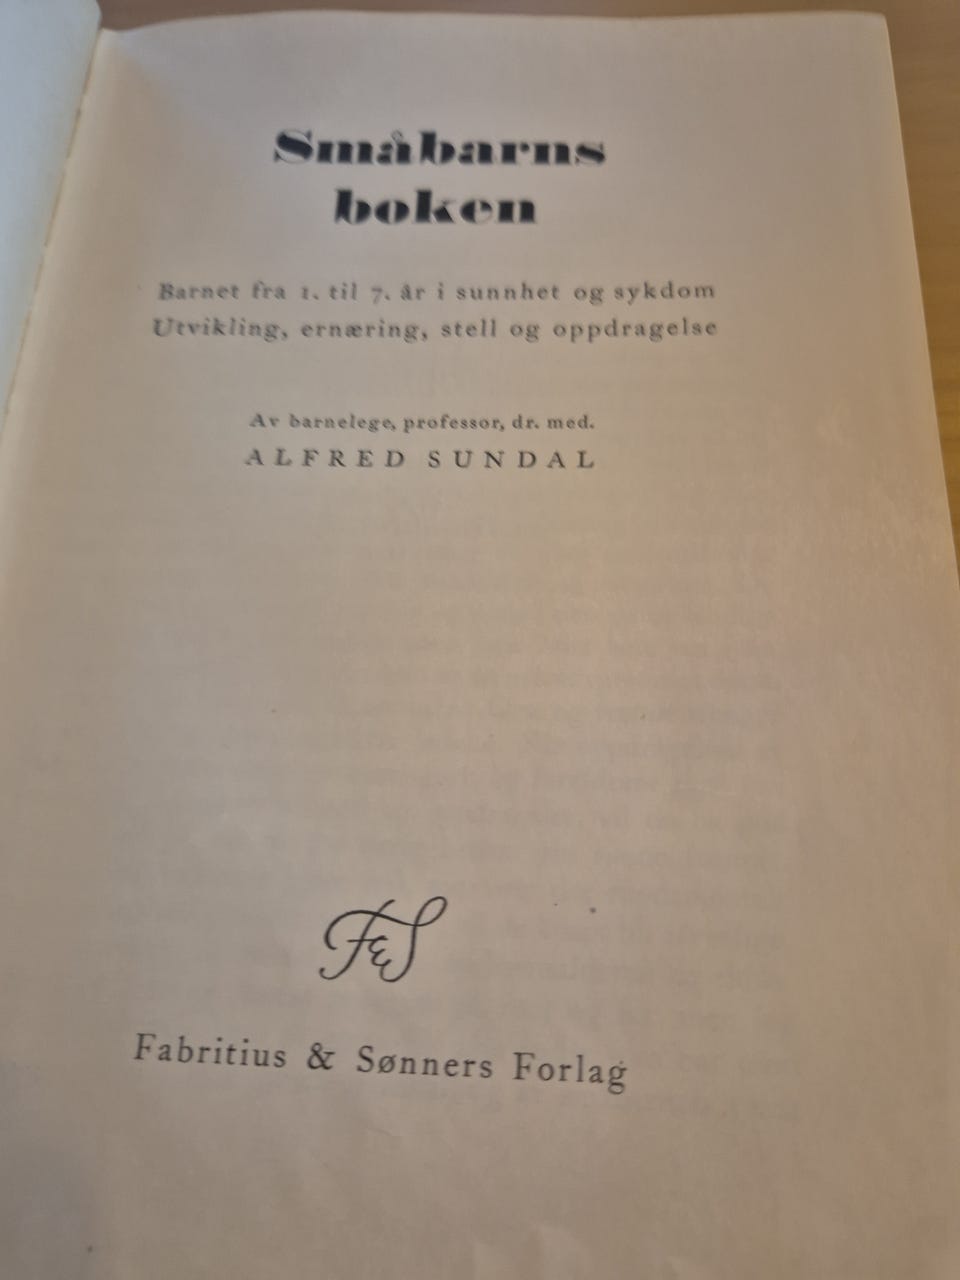 Småbarns
boken
Barnet fra 1. til 7. år i sunnhet og sykdom
Utvikling, ernæring, stell og oppdragelse
Av barnelege, professor, dr. med.
ALFRED SUNDAL
F&S
Fabritius & Sønners Forlag